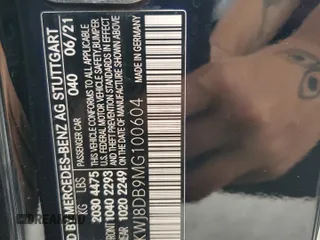 D BY MERCEDES-BENZ AG STUTTGART
PASSENGER CAR 040 06/21
KG LBS THIS VEHICLE CONFORMS TO ALL APPLICABLE
2030 4475 U.S. FEDERAL MOTOR VEHICLE SAFETY, BUMPER
FRONT 1040 2293 AND THEFT PREVENTION STANDARDS IN EFFECT
1020 2249 ON THE DATE OF MANUFACTURE SHOWN ABOVE
MADE IN GERMANY
KWJ8DB9MG100604